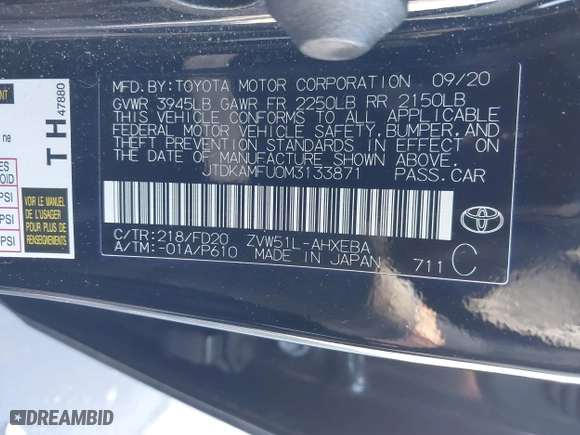 MFD.BY:TOYOTA MOTOR CORPORATION 09/20
GVWR 3945LB GAWR FR 2250LB RR 2150LB
THIS VEHICLE CONFORMS TO ALL APPLICABLE
FEDERAL MOTOR VEHICLE SAFETY,BUMPER,AND
THEFT PREVENTION STANDARDS IN EFFECT ON
THE DATE OF MANUFACTURE SHOWN ABOVE.
JTDKAMFU0M3133871 PASS.CAR
C/TR:218/FD20 ZVW51L-AHXEBA
A/TM:-01A/P610 MADE IN JAPAN 711 C
TOYOTA
TH
47880
ne
PSI
VOIR LE MANUEL
DE L'USAGER
POUR PLUS DE
RENSEIGNEMENTS
PSI
DREAMBID